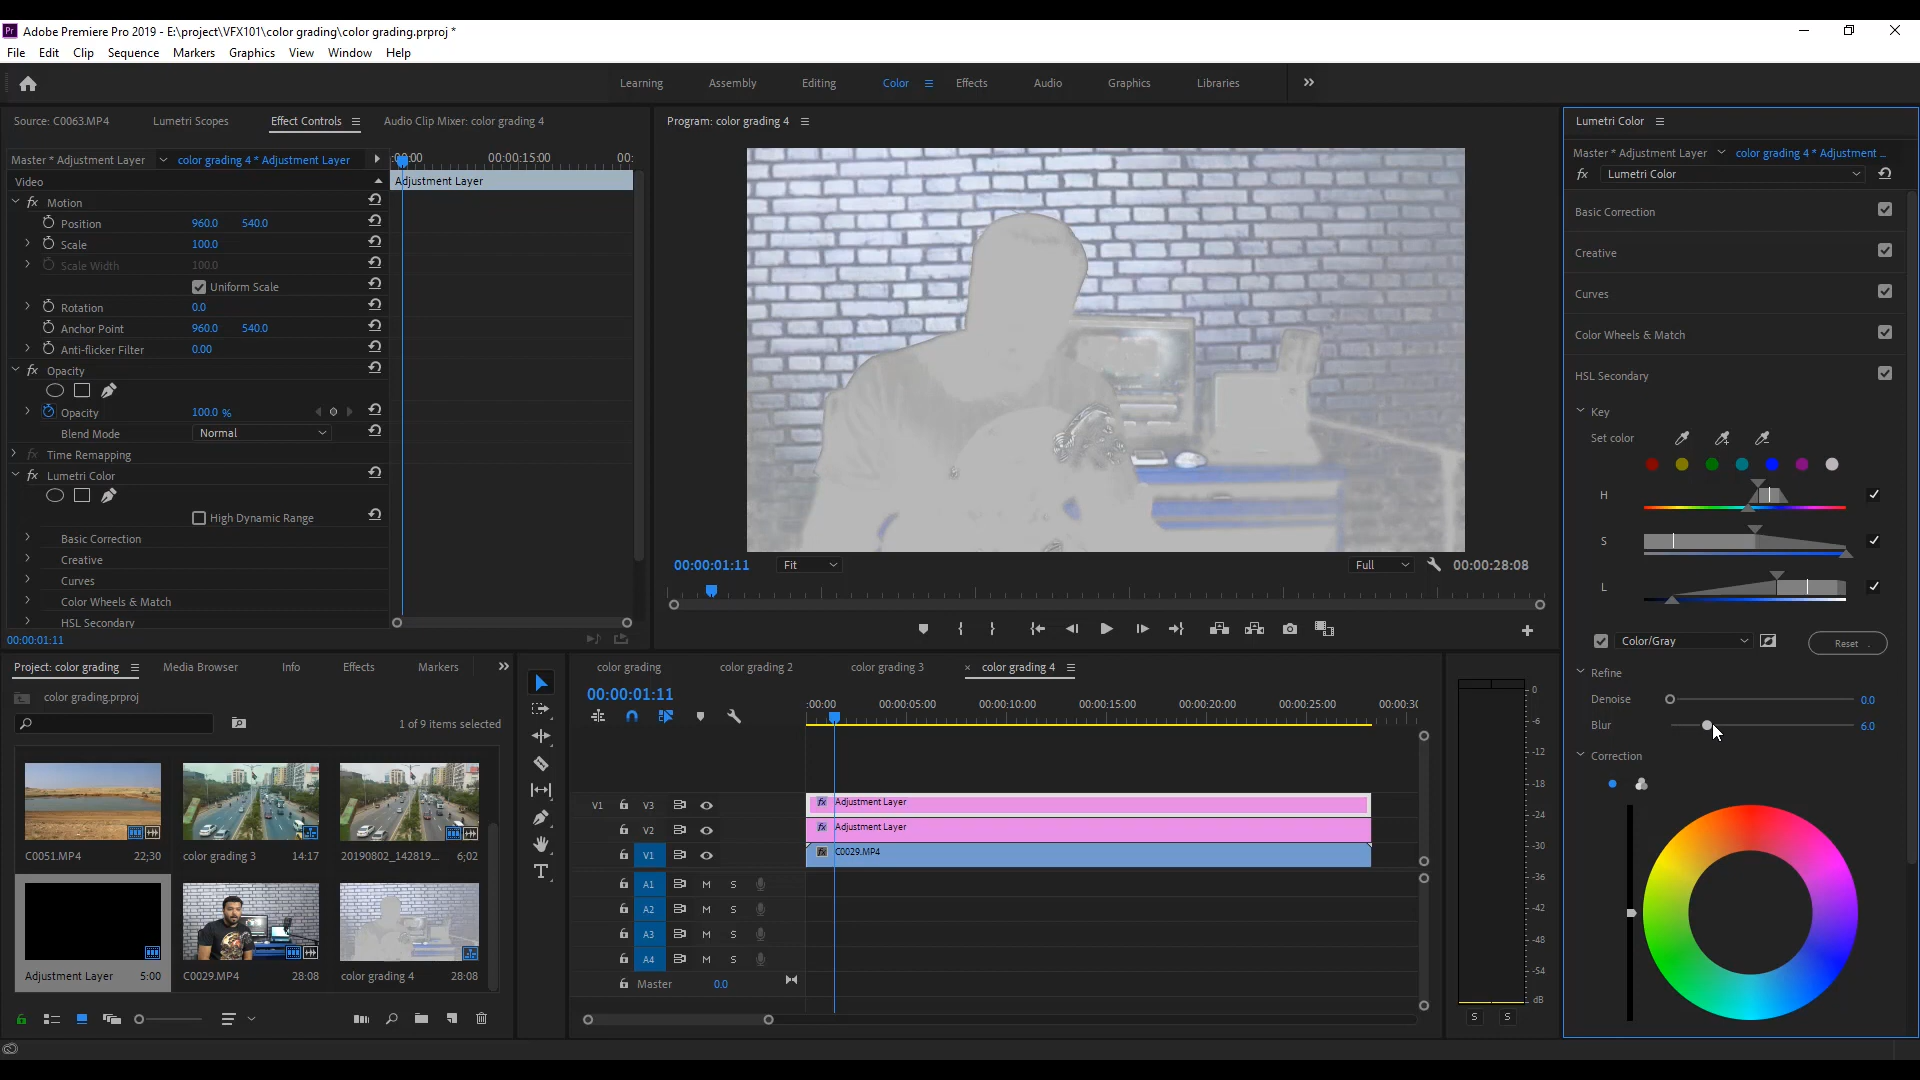 Pr Adobe Premiere Pro 2019 - E:\project\VFX101\color grading\color grading.prproj *
File Edit Clip Sequence Markers Graphics View Window Help
Learning Assembly Editing Color Effects Audio Graphics Libraries
Source: C0063.MP4 Lumetri Scopes Effect Controls Audio Clip Mixer: color grading 4
Master * Adjustment Layer color grading 4 * Adjustment Layer
:00:00 00:00:15:00 00:
Video
Adjustment Layer
fx Motion
Position 960.0 540.0
Scale 100.0
Scale Width 100.0
Uniform Scale
Rotation 0.0
Anchor Point 960.0 540.0
Anti-flicker Filter 0.00
fx Opacity
Opacity 100.0 %
Blend Mode Normal
fx Time Remapping
fx Lumetri Color
High Dynamic Range
Basic Correction
Creative
Curves
Color Wheels & Match
HSL Secondary
00:00:01:11
Program: color grading 4
00:00:01:11 Fit Full 00:00:28:08
Lumetri Color
Master * Adjustment Layer color grading 4 * Adjustment ...
fx Lumetri Color
Basic Correction
Creative
Curves
Color Wheels & Match
HSL Secondary
Key
Set color
H
S
L
Color/Gray Reset
Refine
Denoise 0.0
Blur 6.0
Correction
Project: color grading Media Browser Info Effects Markers
color grading.prproj
1 of 9 items selected
C0051.MP4 22;30
color grading 3 14:17
20190802_142819... 6;02
Adjustment Layer 5:00
C0029.MP4 28:08
color grading 4 28:08
color grading color grading 2 color grading 3 × color grading 4
00:00:01:11
:00:00 00:00:05:00 00:00:10:00 00:00:15:00 00:00:20:00 00:00:25:00 00:00:30
V1 V3 fx Adjustment Layer
V2 fx Adjustment Layer
V1 fx C0029.MP4
A1 M S
A2 M S
A3 M S
A4 M S
Master 0.0
0
-6
-12
-18
-24
-30
-36
-42
-48
-54
dB
S S